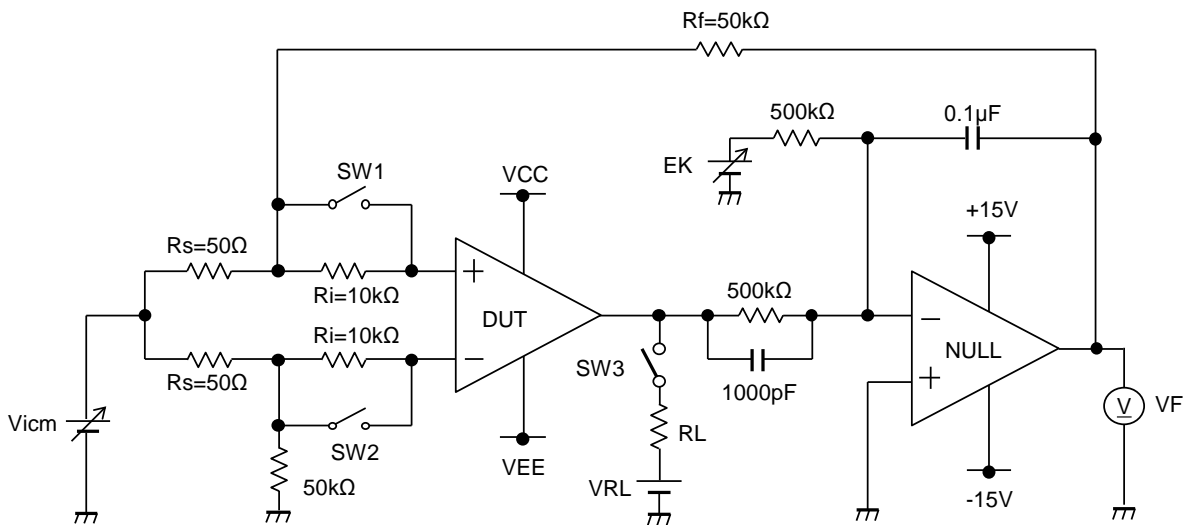 Rf=50kΩ
500kΩ
0.1µF
EK
SW1
VCC
+15V
Rs=50Ω
Ri=10kΩ
DUT
500kΩ
NULL
Ri=10kΩ
Rs=50Ω
SW3
1000pF
V
VF
Vicm
SW2
RL
50kΩ
VEE
VRL
-15V